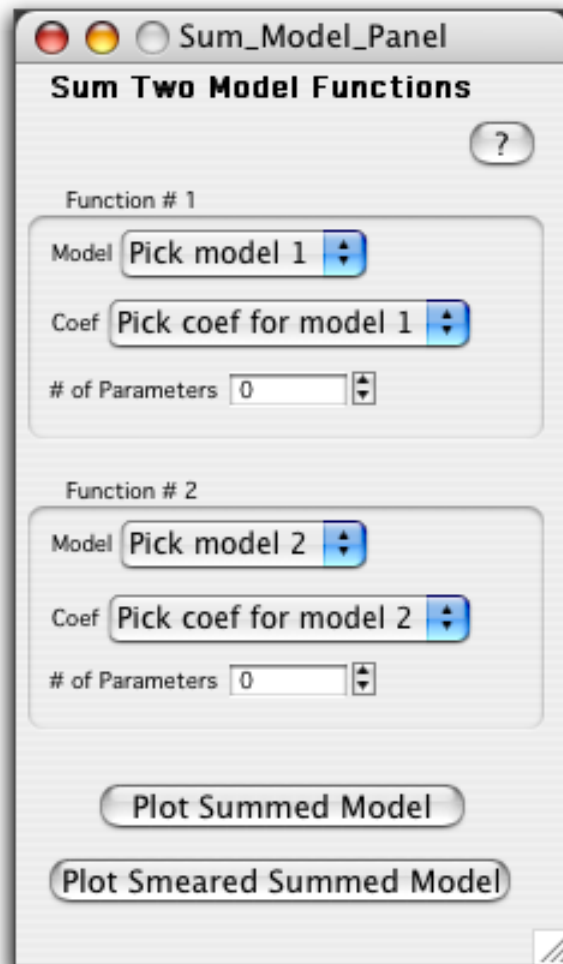 Sum_Model_Panel
Sum Two Model Functions
?
Function # 1
Model Pick model 1
Coef Pick coef for model 1
# of Parameters 0
Function # 2
Model Pick model 2
Coef Pick coef for model 2
# of Parameters 0
Plot Summed Model
Plot Smeared Summed Model